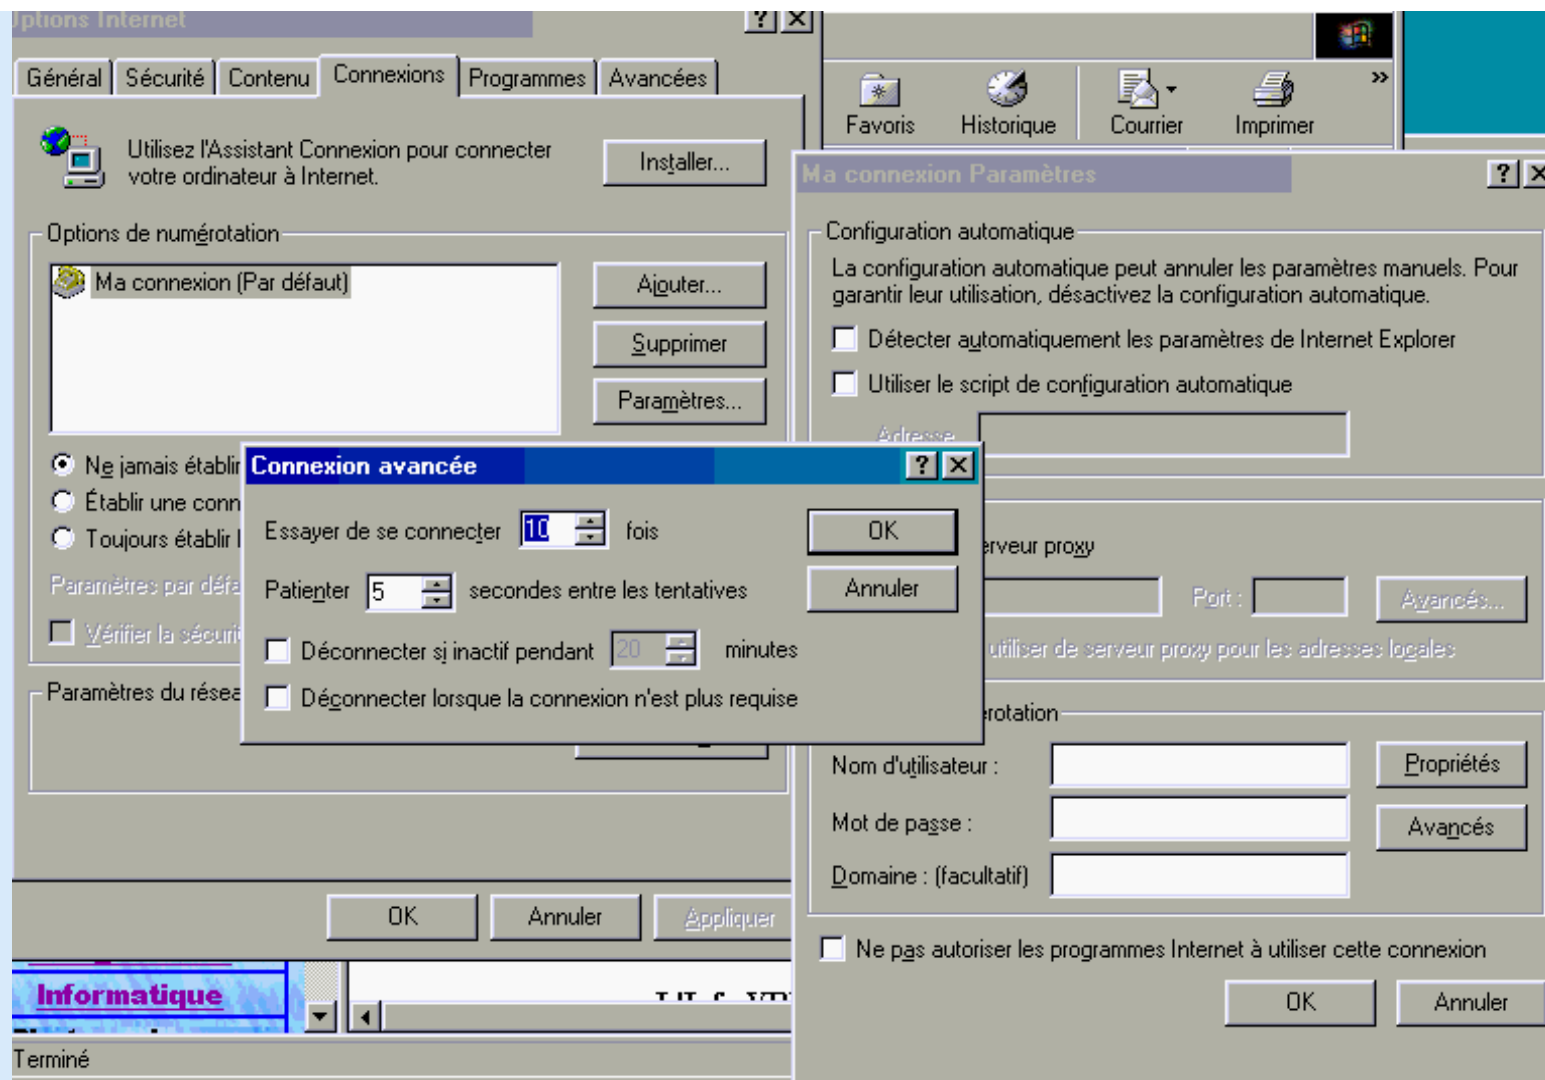 Options Internet
Général Sécurité Contenu Connexions Programmes Avancées
Utilisez l'Assistant Connexion pour connecter
votre ordinateur à Internet.
Installer...
Options de numérotation
Ma connexion (Par défaut)
Ajouter...
Supprimer
Paramètres...
Ne jamais établir
Établir une conn
Toujours établir l
Paramètres par défa
Vérifier la sécurit
Paramètres du résea
OK Annuler Appliquer
Informatique
Terminé
Favoris Historique Courrier Imprimer
Ma connexion Paramètres
Configuration automatique
La configuration automatique peut annuler les paramètres manuels. Pour
garantir leur utilisation, désactivez la configuration automatique.
Détecter automatiquement les paramètres de Internet Explorer
Utiliser le script de configuration automatique
Adresse
erveur proxy
Port :
Avancés...
utiliser de serveur proxy pour les adresses locales
rotation
Nom d'utilisateur :
Propriétés
Mot de passe :
Avancés
Domaine : (facultatif)
Ne pas autoriser les programmes Internet à utiliser cette connexion
OK Annuler
Connexion avancée
Essayer de se connecter 10 fois
OK
Patienter 5 secondes entre les tentatives
Annuler
Déconnecter si inactif pendant 20 minutes
Déconnecter lorsque la connexion n'est plus requise